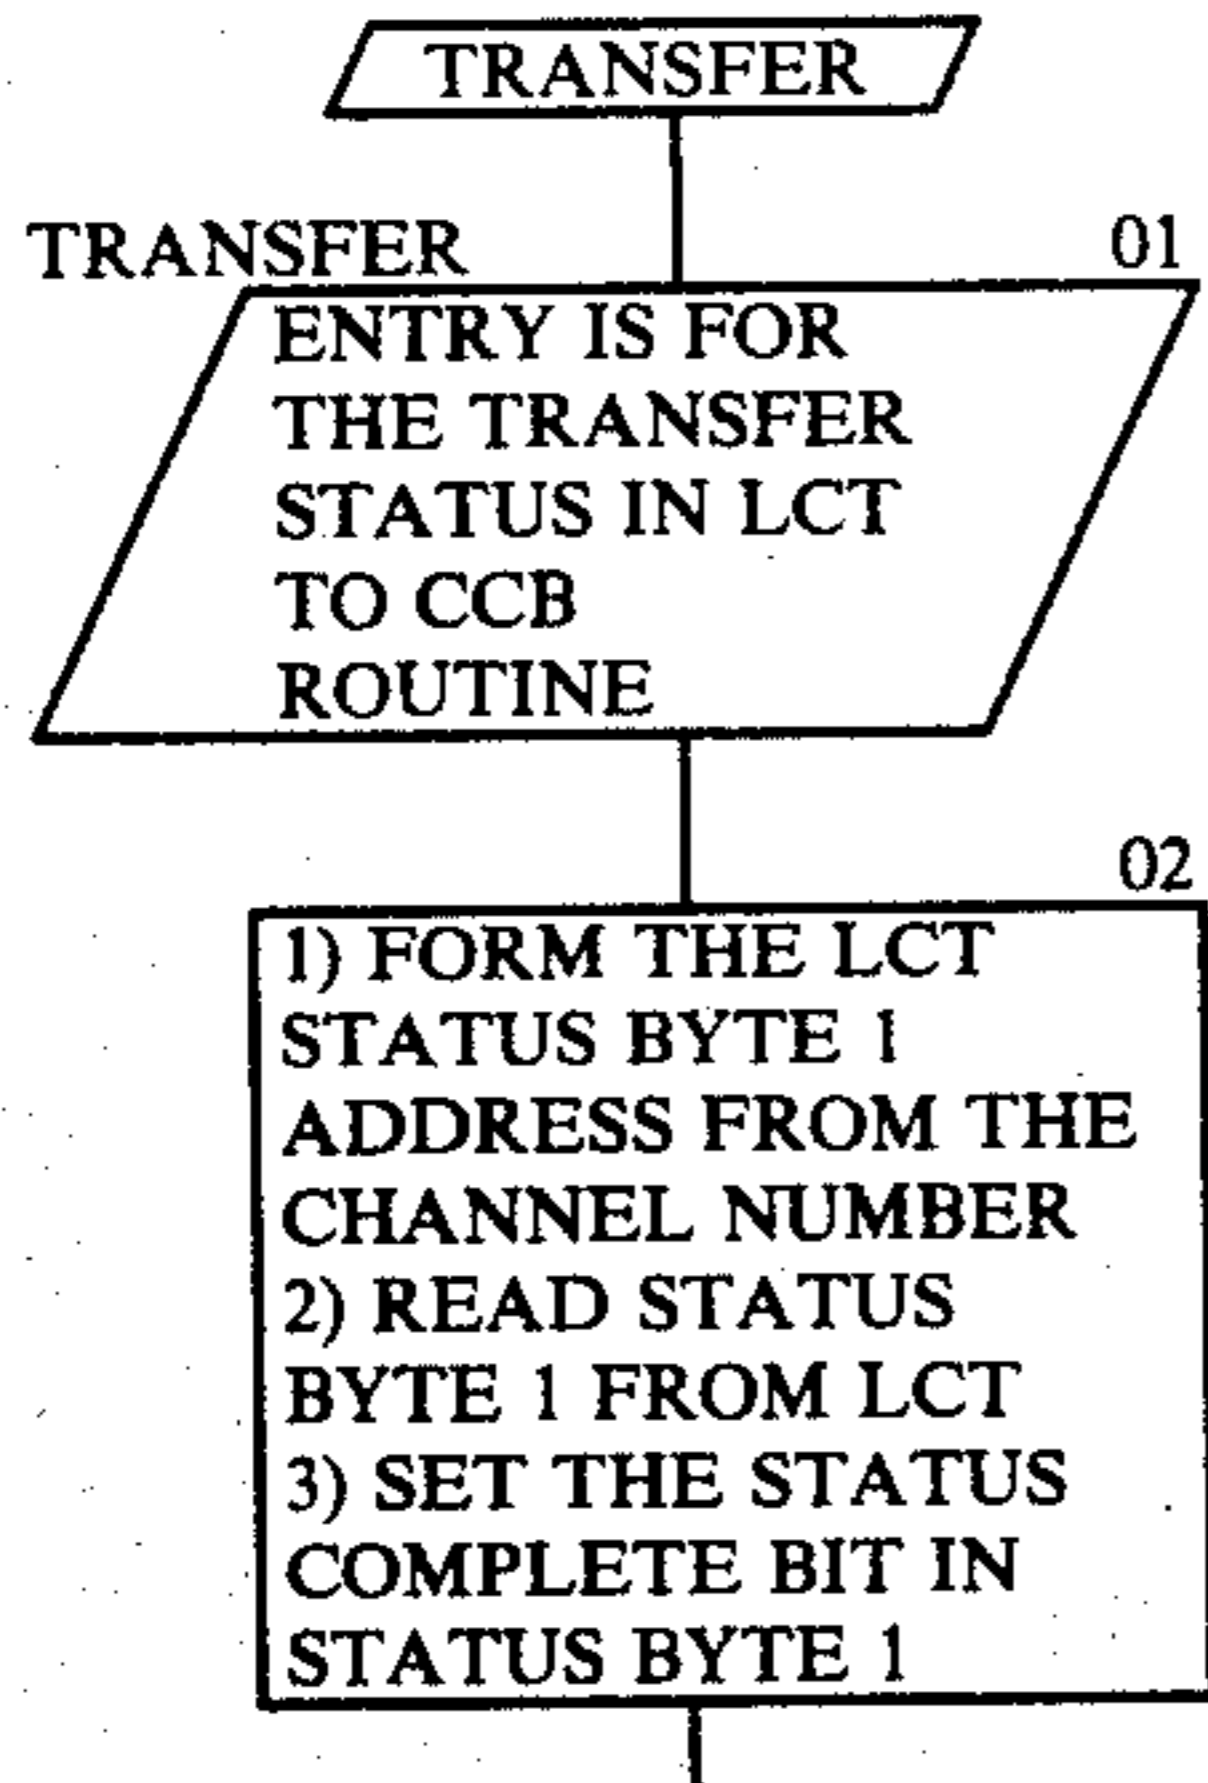 TRANSFER
TRANSFER 01
ENTRY IS FOR
THE TRANSFER
STATUS IN LCT
TO CCB
ROUTINE
02
1) FORM THE LCT
STATUS BYTE 1
ADDRESS FROM THE
CHANNEL NUMBER
2) READ STATUS
BYTE 1 FROM LCT
3) SET THE STATUS
COMPLETE BIT IN
STATUS BYTE 1